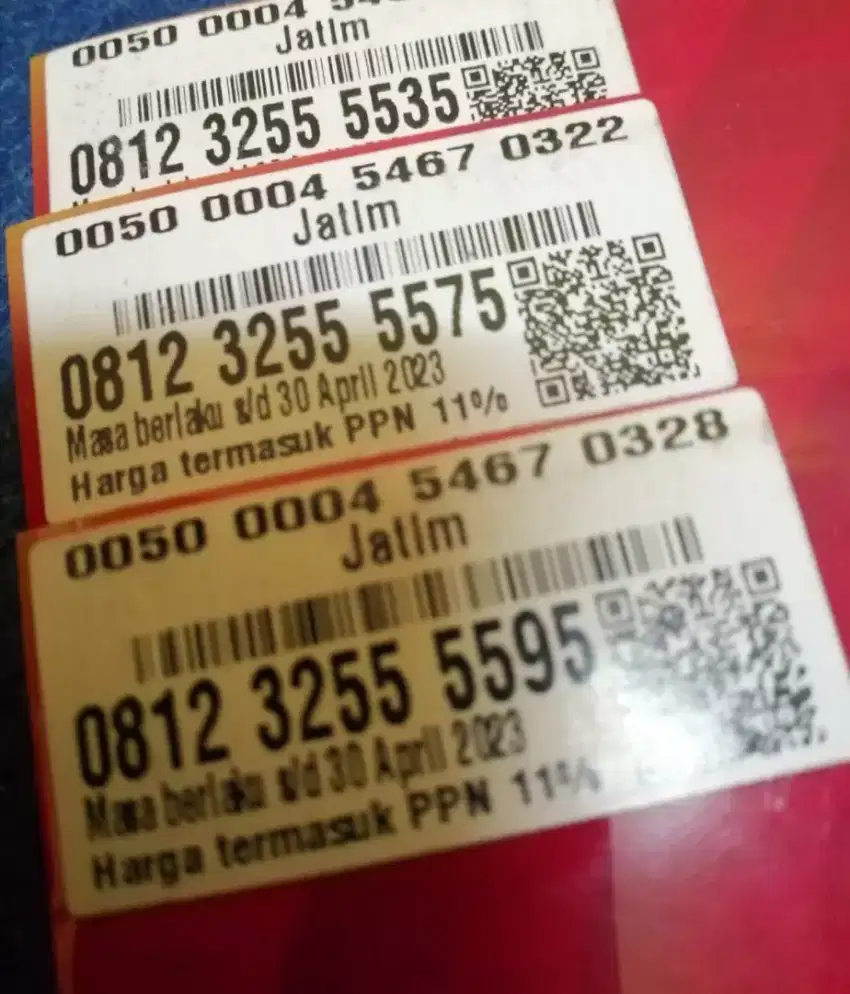 0050 0004
Jatim
0812 3255 5535
0050 0004 5467 0322
Jatim
0812 3255 5575
Masa berlaku s/d 30 April 2023
Harga termasuk PPN 11%
0050 0004 5467 0328
Jatim
0812 3255 5595
Masa berlaku s/d 30 April 2023
Harga termasuk PPN 11%